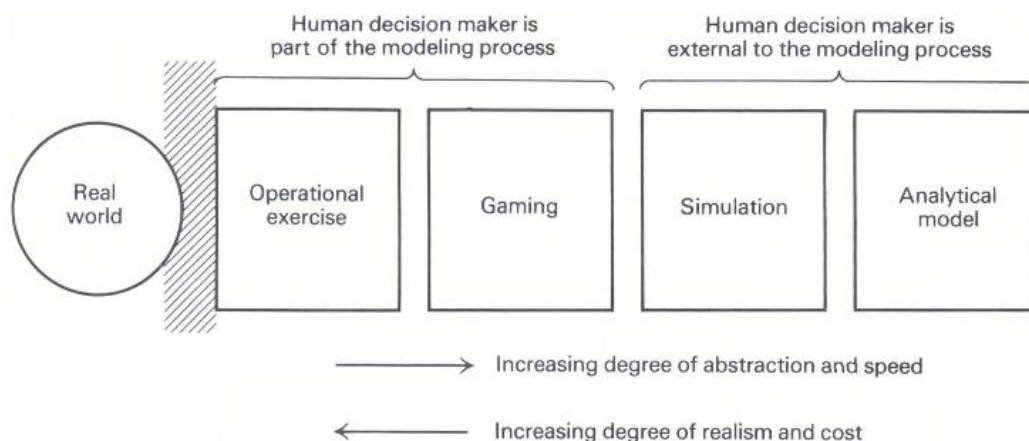 Human decision maker is
part of the modeling process
Human decision maker is
external to the modeling process
Real
world
Operational
exercise
Gaming
Simulation
Analytical
model
Increasing degree of abstraction and speed
Increasing degree of realism and cost